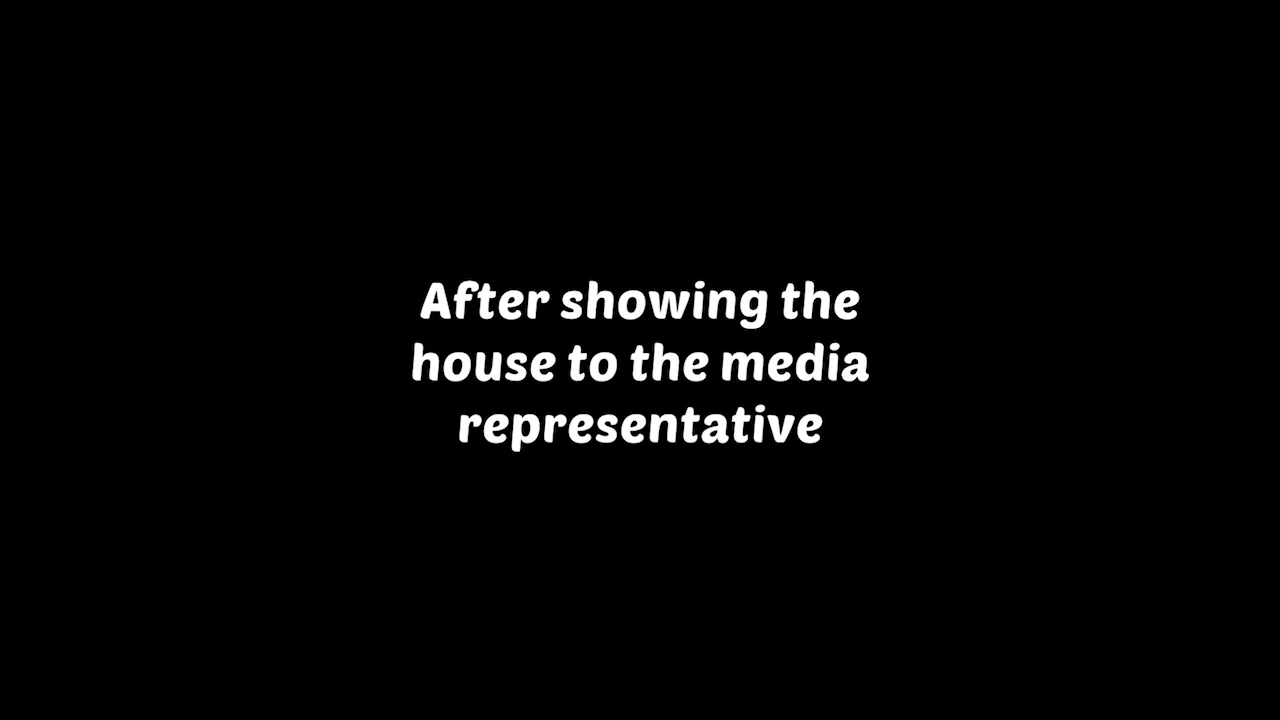 After showing the
house to the media
representative